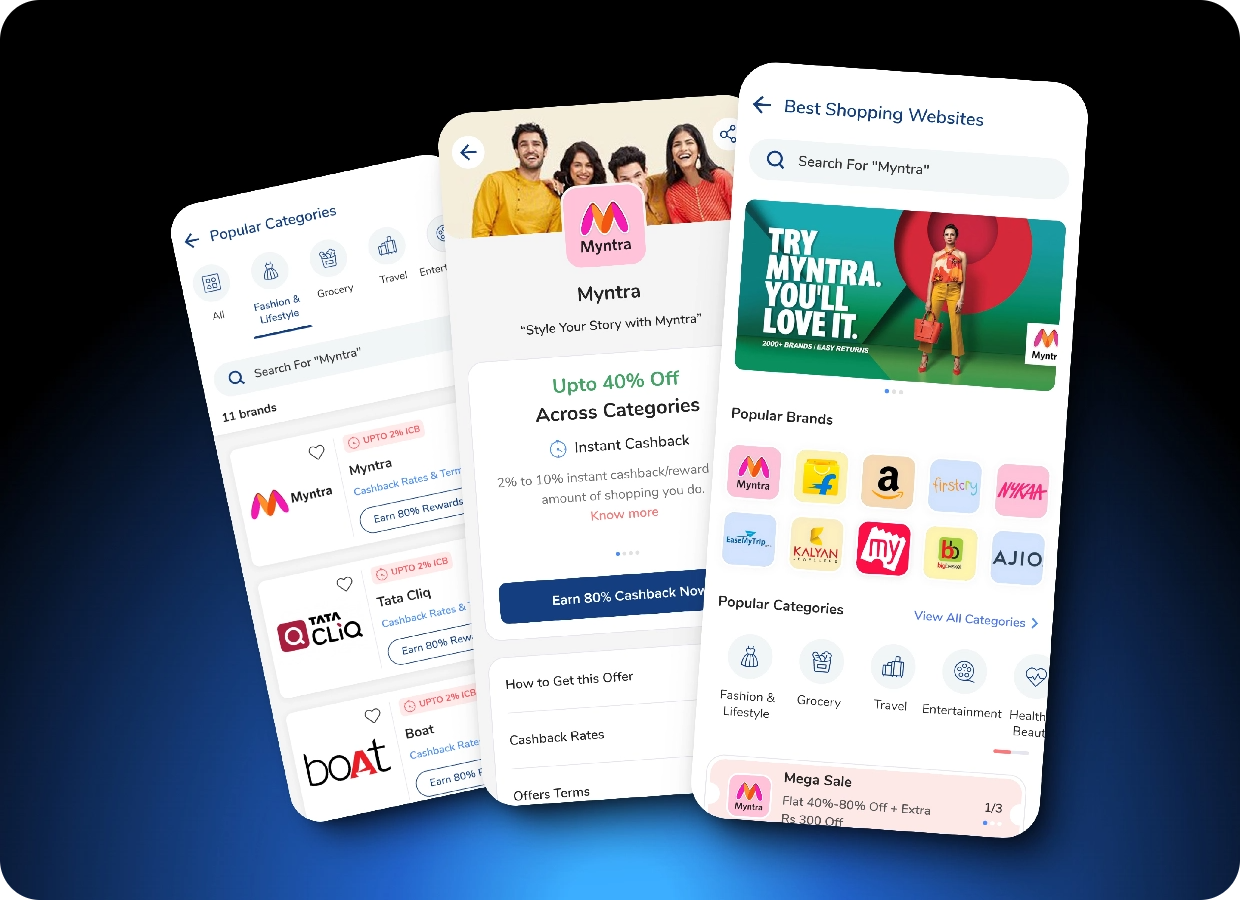 Popular Categories
All
Fashion &
Lifestyle
Grocery
Travel
Search For "Myntra"
11 brands
UPTO 2% ICB
Myntra
Myntra
Cashback Rates &
Earn 80% Rewards
UPTO 2% ICB
TATA
CLiQ
Tata Cliq
Cashback Rates &
Earn 80%
UPTO 2% ICB
boAt
Boat
Cashback
Earn 80%
Myntra
Myntra
“Style Your Story with Myntra”
Upto 40% Off
Across Categories
Instant Cashback
2% to 10% instant cashback/reward
amount of shopping you do.
Know more
Earn 80% Cashback Now
How to Get this Offer
Cashback Rates
Offers Terms
Best Shopping Websites
Search For "Myntra"
TRY
MYNTRA.
YOU'LL
LOVE IT.
2000+ BRANDS | EASY RETURNS
Popular Brands
Myntra
a
firstcry
NYKAA
EaseMyTrip
KALYAN
JEWELLERS
my
bb
bigbasket
AJIO
Popular Categories
View All Categories
Fashion &
Lifestyle
Grocery
Travel
Entertainment
Health
Mega Sale
Myntra
Flat 40%-80% Off + Extra
Rs 300 Off
1/3